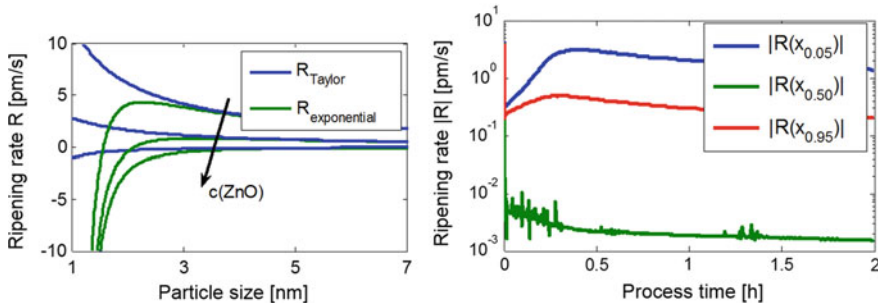 Ripening rate R [pm/s]
10
5
0
-5
-10
1
3
5
7
Particle size [nm]
R_Taylor
R_exponential
c(ZnO)
Ripening rate |R| [pm/s]
10^1
10^0
10^-1
10^-2
10^-3
0
0.5
1
1.5
2
Process time [h]
|R(x_0.05)|
|R(x_0.50)|
|R(x_0.95)|